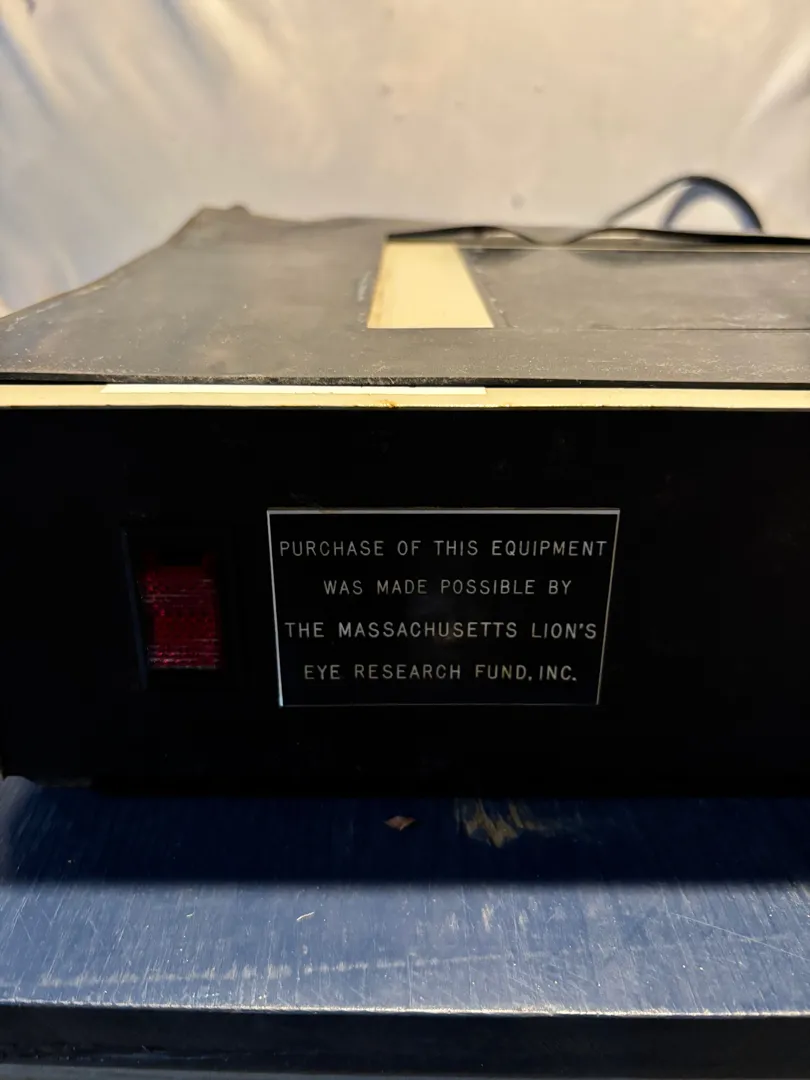 PURCHASE OF THIS EQUIPMENT
WAS MADE POSSIBLE BY
THE MASSACHUSETTS LION'S
EYE RESEARCH FUND, INC.